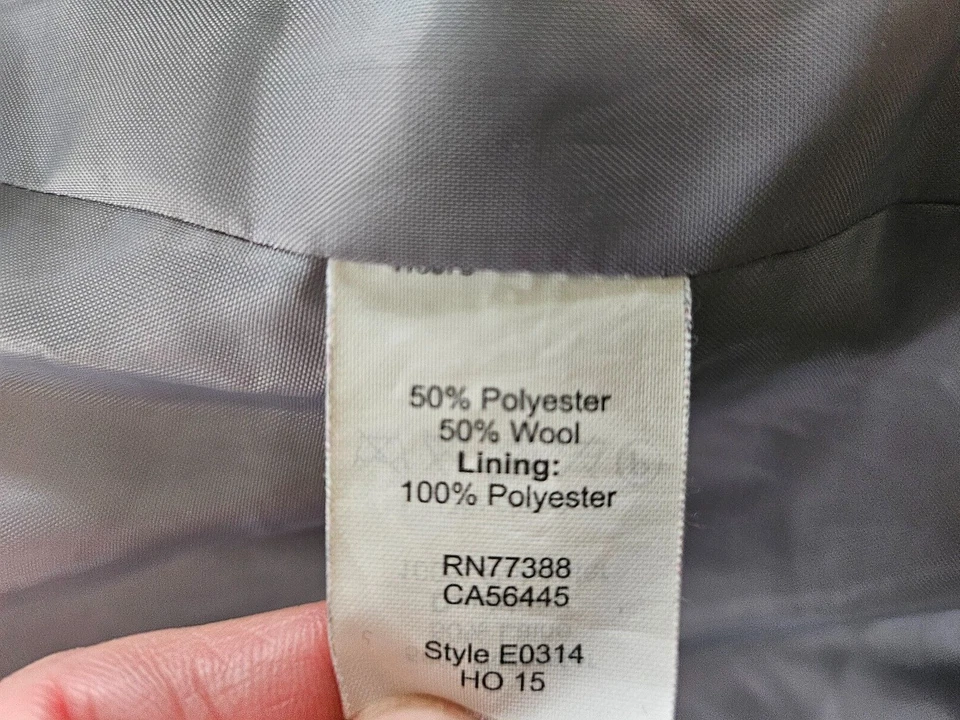 50% Polyester
50% Wool
Lining:
100% Polyester
RN77388
CA56445
Style E0314
HO 15